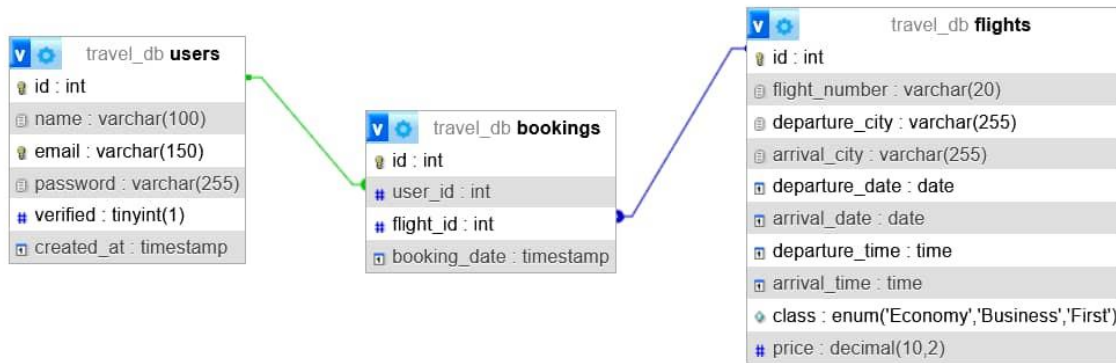 v travel_db users
id : int
name : varchar(100)
email : varchar(150)
password : varchar(255)
verified : tinyint(1)
created_at : timestamp
v travel_db bookings
id : int
user_id : int
flight_id : int
booking_date : timestamp
v travel_db flights
id : int
flight_number : varchar(20)
departure_city : varchar(255)
arrival_city : varchar(255)
departure_date : date
arrival_date : date
departure_time : time
arrival_time : time
class : enum('Economy','Business','First')
price : decimal(10,2)